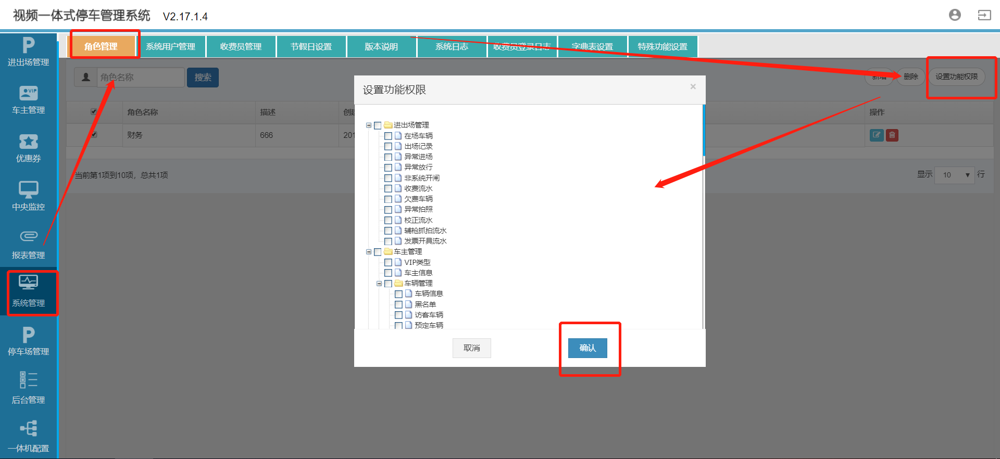 视频一体式停车管理系统 V2.17.1.4
角色管理 系统用户管理 收费员管理 节假日设置 版本说明 系统日志 收费员登录日志 字典表设置 特殊功能设置
进出场管理
车主管理
优惠券
中央监控
报表管理
系统管理
停车场管理
后台管理
一体机配置
角色名称 搜索
新增 删除 设置功能权限
角色名称 描述 操作
财务 666 201
当前第1项到10项，总共1项
显示 10 行
设置功能权限 ×
进出场管理
在场车辆
出场记录
异常进场
异常放行
非系统开闸
收费流水
欠费车辆
异常拍照
校正流水
辅枪抓拍流水
发票开具流水
车主管理
VIP类型
车主信息
车辆管理
车辆信息
黑名单
访客车辆
预定车辆
取消 确认